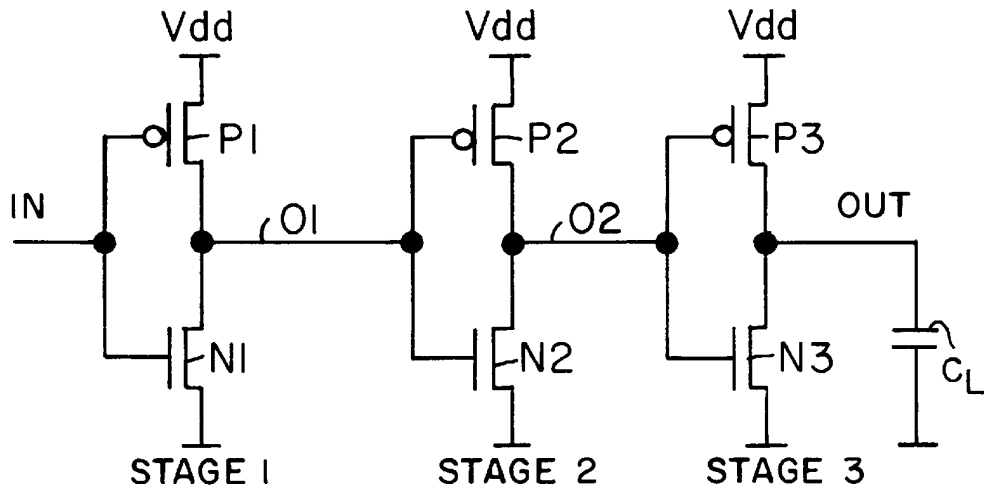 Vdd
Vdd
Vdd
P1
P2
P3
IN
O1
O2
OUT
N1
N2
N3
CL
STAGE 1
STAGE 2
STAGE 3